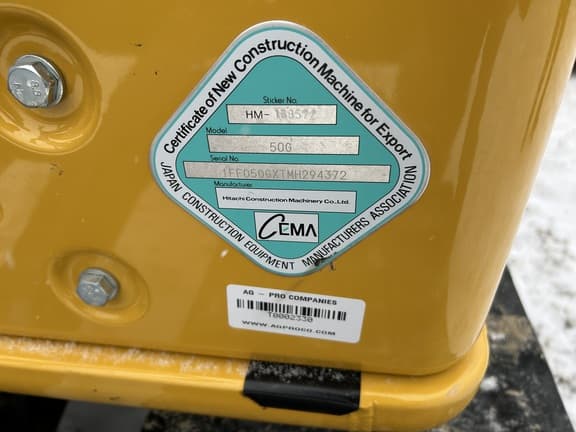 Certificate of New Construction Machine for Export
Sticker No.
HM-
Model
50G
Serial No.
1FF050GXTMH294372
Manufacturer
Hitachi Construction Machinery Co., Ltd.
CEMA
JAPAN CONSTRUCTION EQUIPMENT MANUFACTURERS ASSOCIATION
AG - PRO COMPANIES
T0002330
WWW.AGPROCO.COM